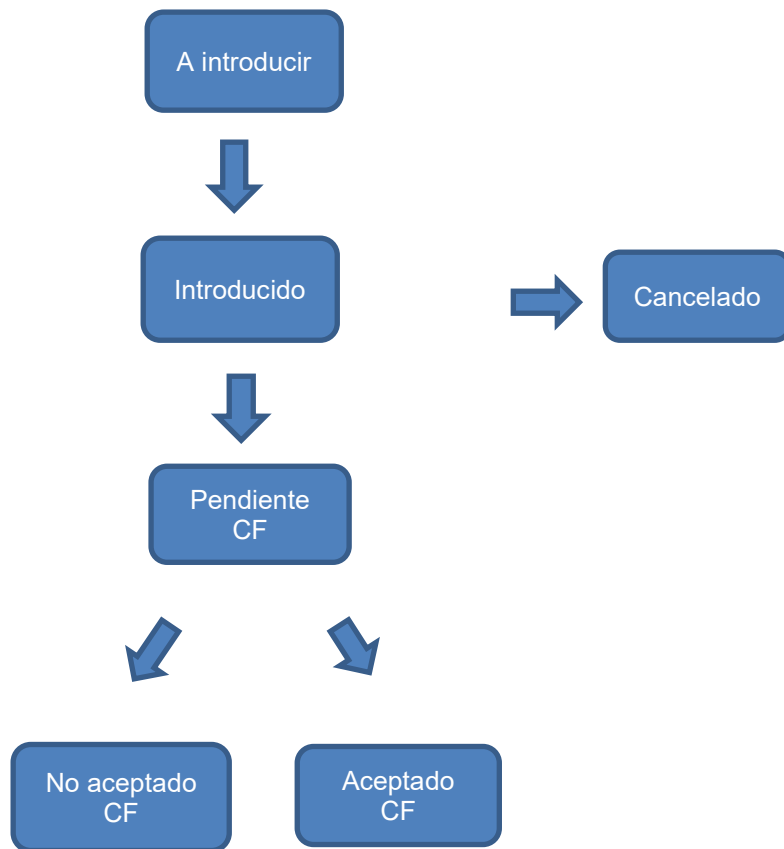 A introducir
Introducido
Cancelado
Pendiente
CF
No aceptado
CF
Aceptado
CF